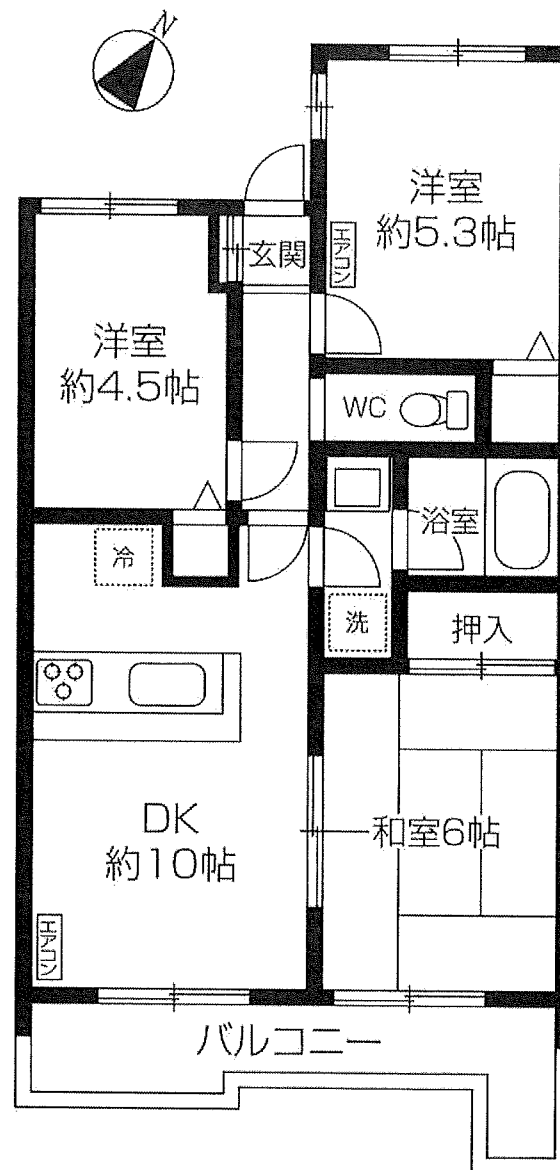 N
洋室
約5.3帖
エアコン
玄関
洋室
約4.5帖
WC
浴室
冷
洗
押入
DK
約10帖
和室6帖
エアコン
バルコニー